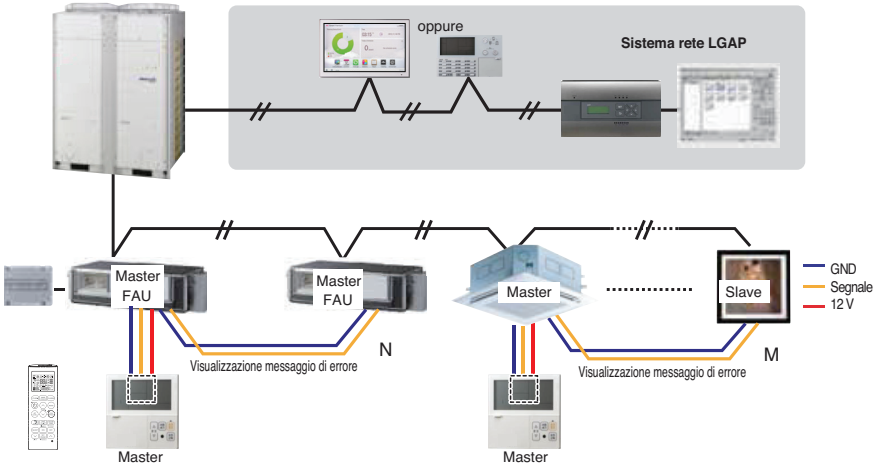 oppure
Sistema rete LGAP
Master
FAU
Master
FAU
Master
Slave
GND
Segnale
12 V
N
M
Visualizzazione messaggio di errore
Visualizzazione messaggio di errore
Master
Master